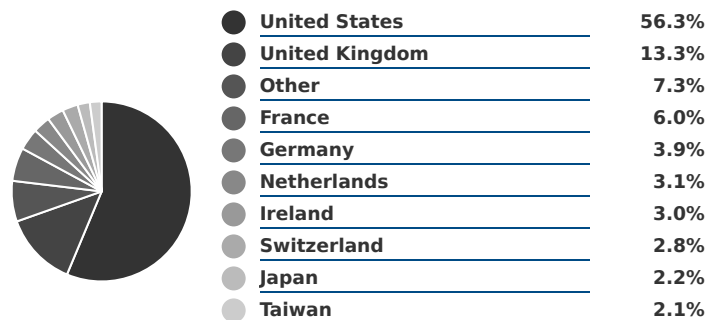 United States 56.3%
United Kingdom 13.3%
Other 7.3%
France 6.0%
Germany 3.9%
Netherlands 3.1%
Ireland 3.0%
Switzerland 2.8%
Japan 2.2%
Taiwan 2.1%